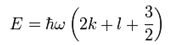 E = ℏω(2k + l + 3/2)